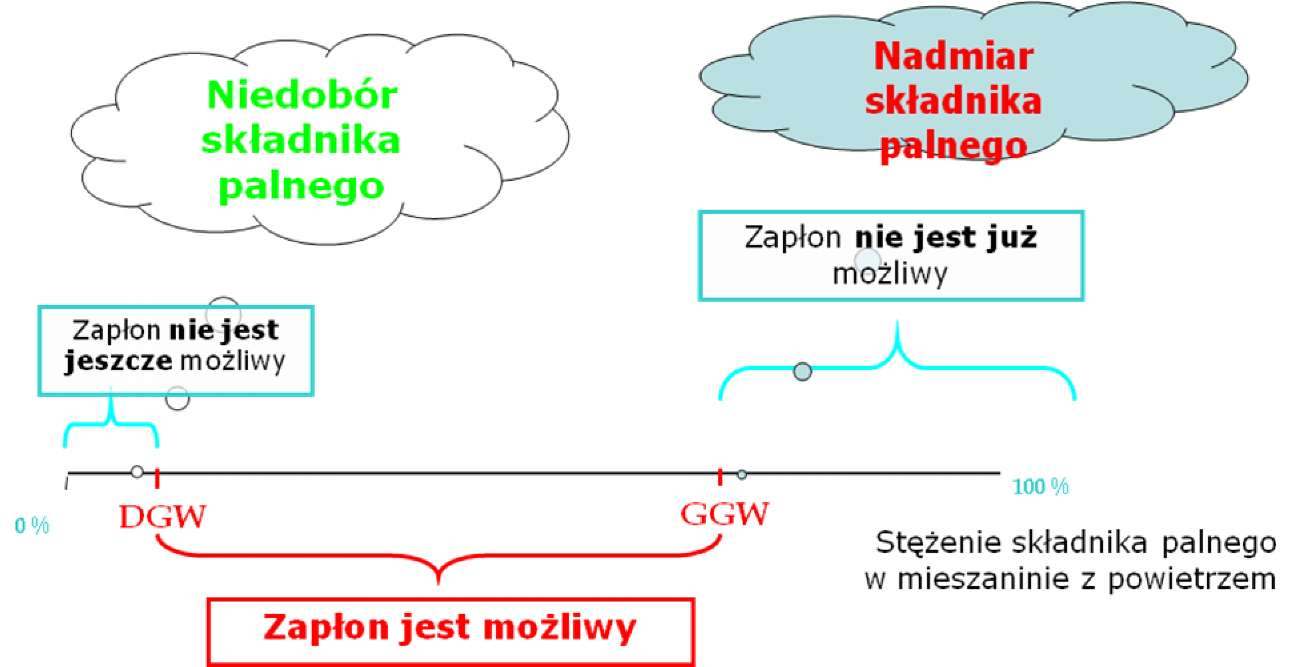 Niedobór
składnika
palnego
Nadmiar
składnika
palnego
Zapłon nie jest już
możliwy
Zapłon nie jest
jeszcze możliwy
0 %
DGW
GGW
100 %
Stężenie składnika palnego
w mieszaninie z powietrzem
Zapłon jest możliwy